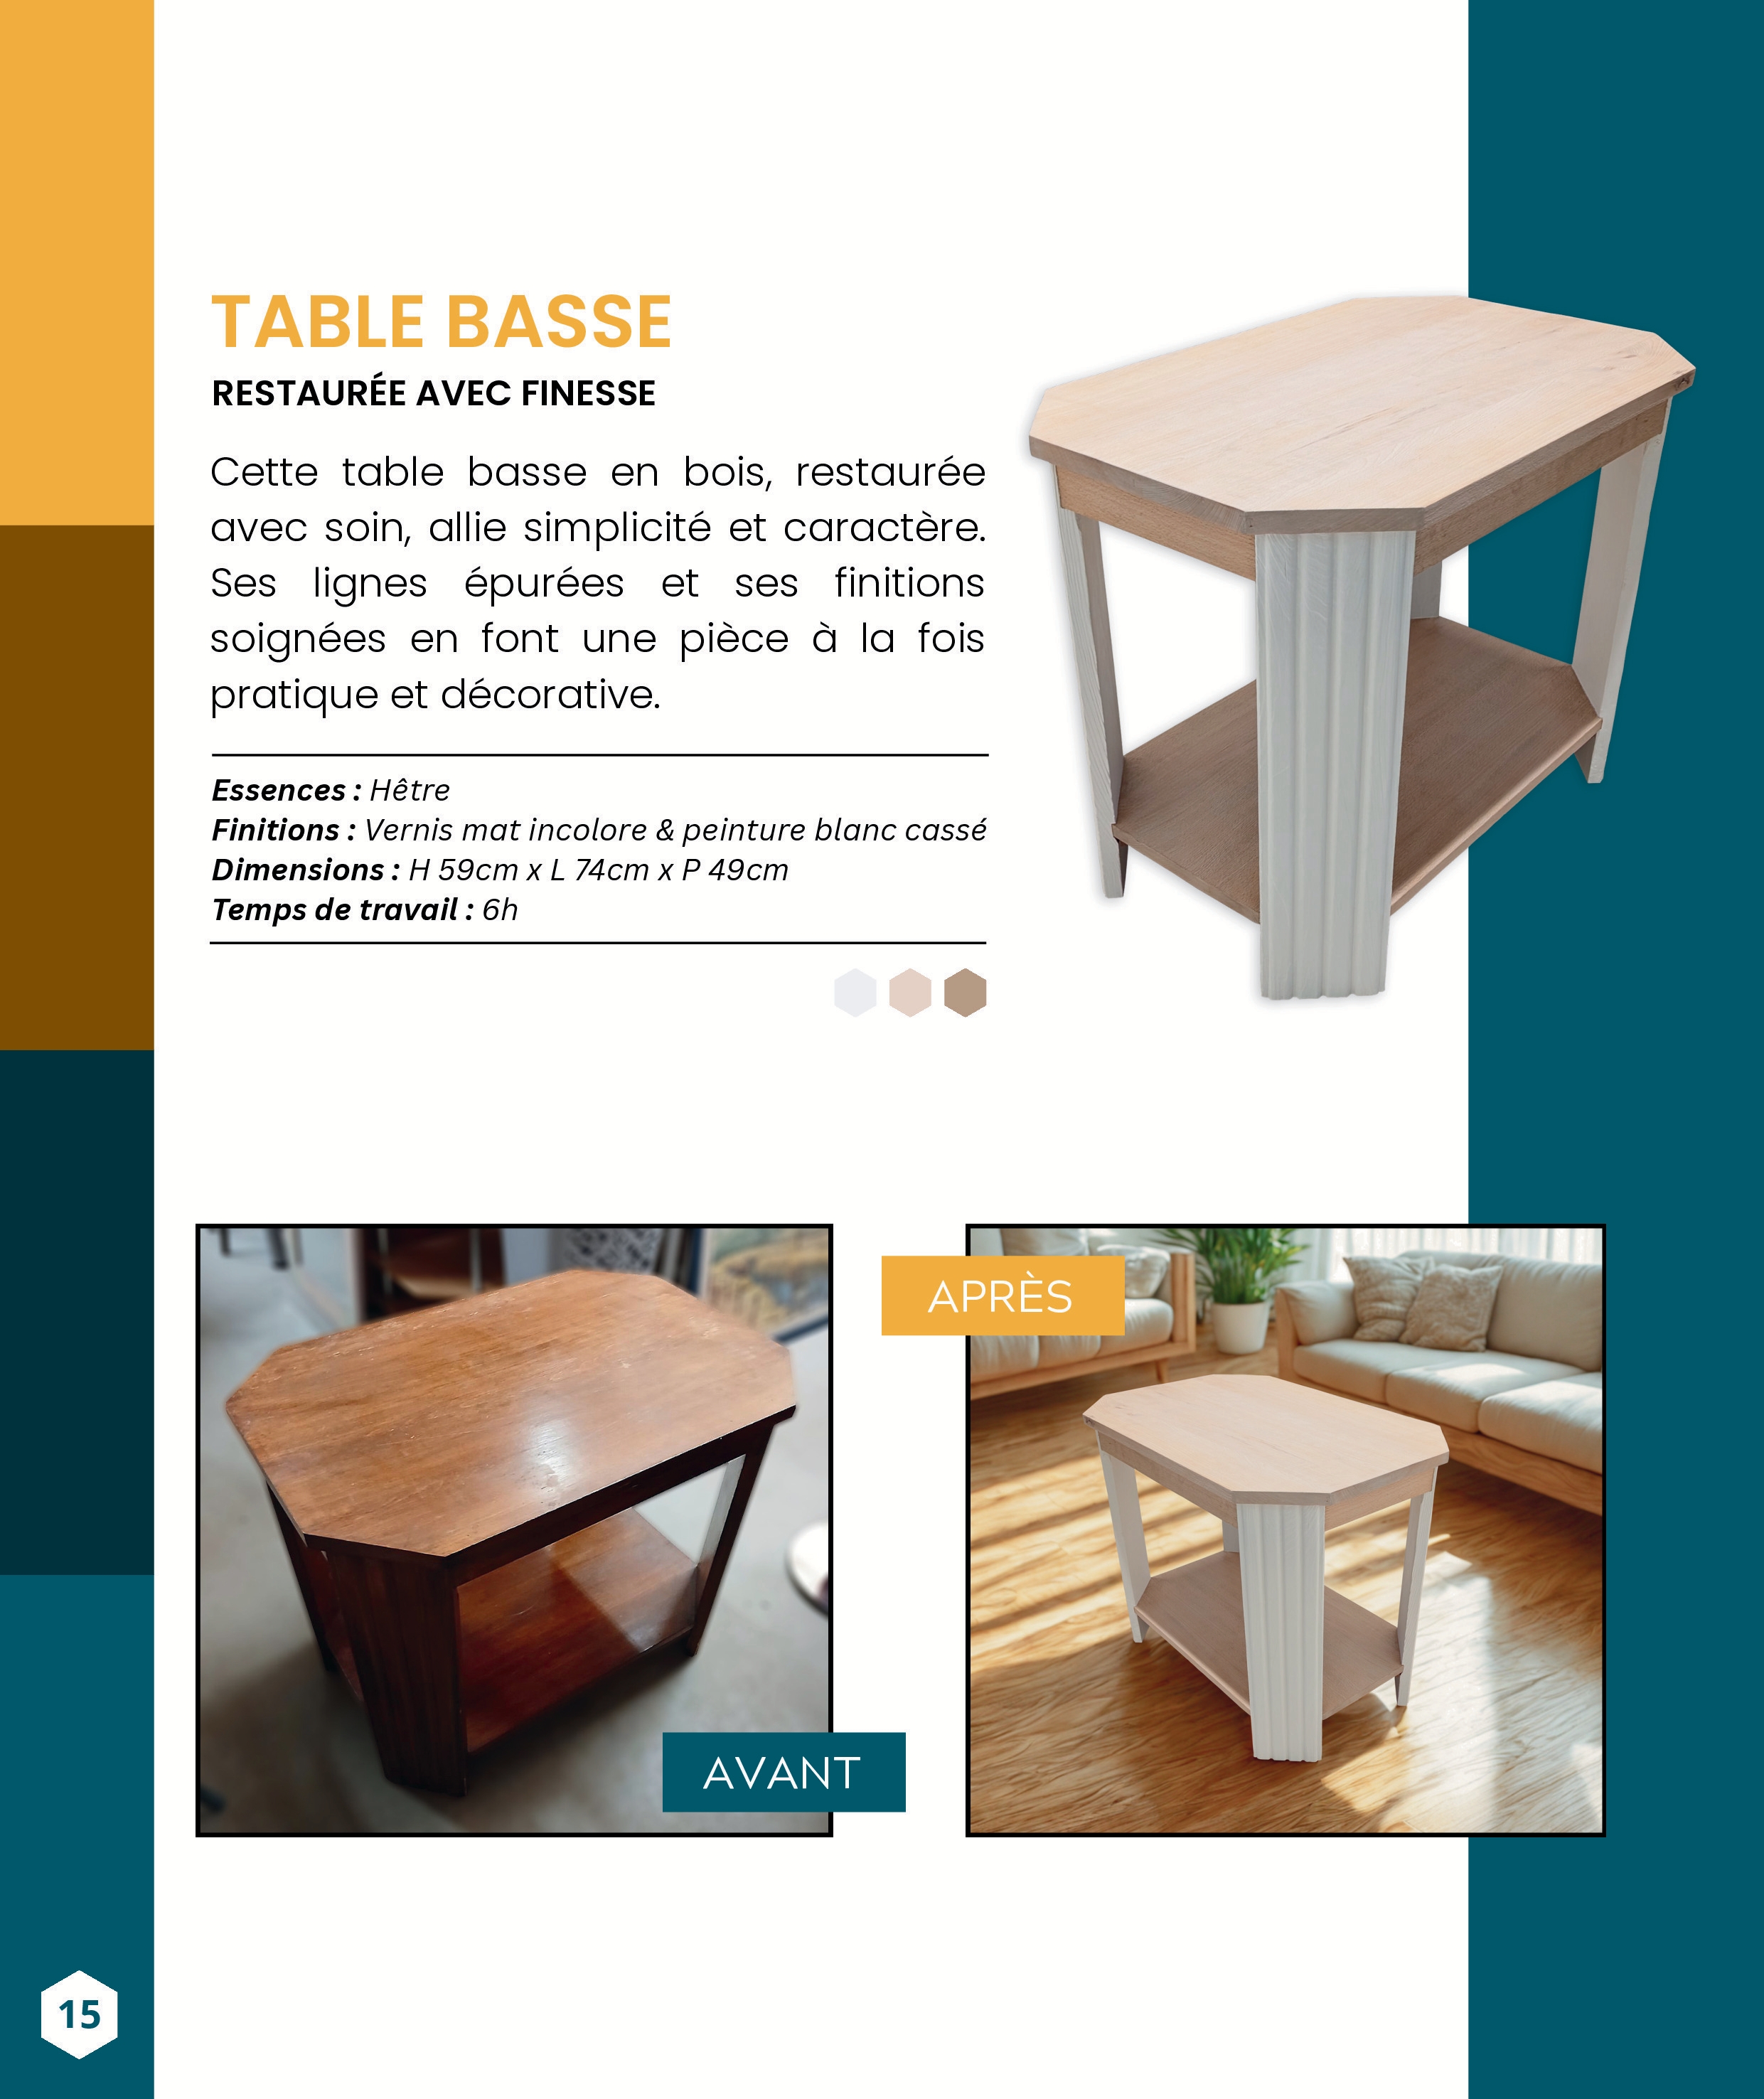 TABLE BASSE
RESTAURÉE AVEC FINESSE
Cette table basse en bois, restaurée
avec soin, allie simplicité et caractère.
Ses lignes épurées et ses finitions
soignées en font une pièce à la fois
pratique et décorative.
Essences : Hêtre
Finitions : Vernis mat incolore & peinture blanc cassé
Dimensions : H 59cm x L 74cm x P 49cm
Temps de travail : 6h
APRÈS
AVANT
15